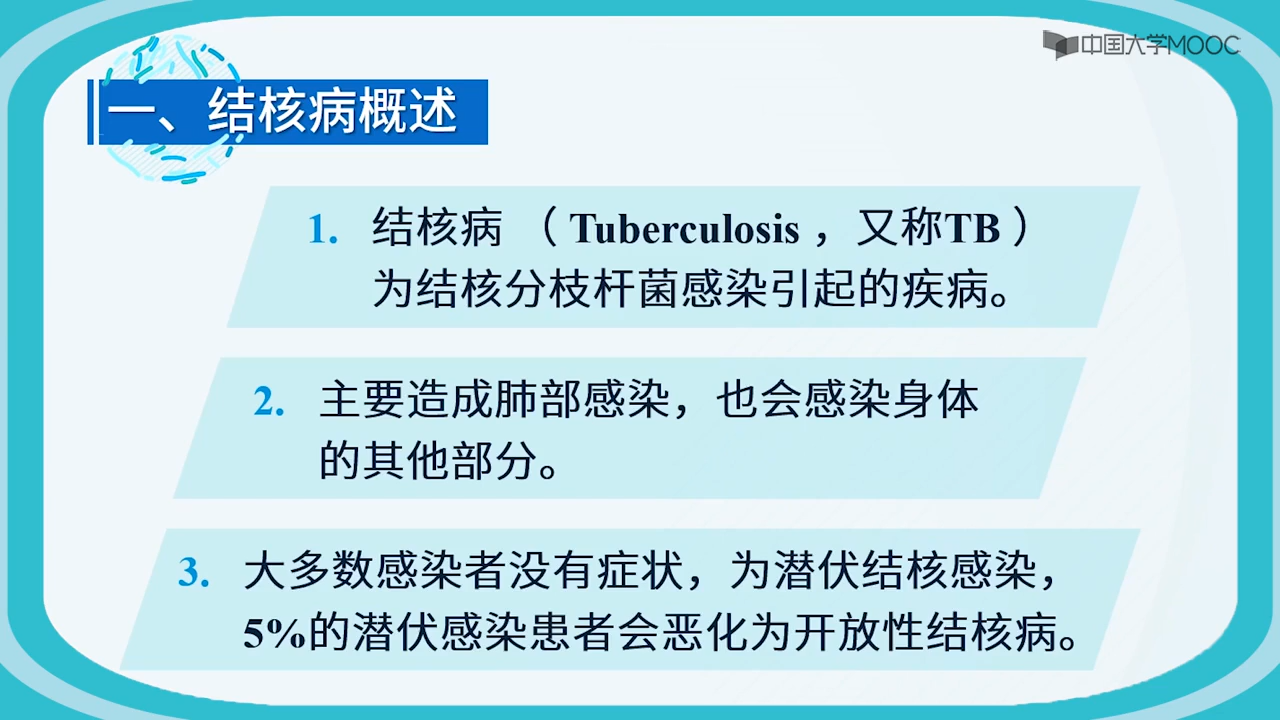 中国大学MOOC
一、结核病概述
1. 结核病 （Tuberculosis，又称TB）
为结核分枝杆菌感染引起的疾病。
2. 主要造成肺部感染，也会感染身体
的其他部分。
3. 大多数感染者没有症状，为潜伏结核感染，
5%的潜伏感染患者会恶化为开放性结核病。